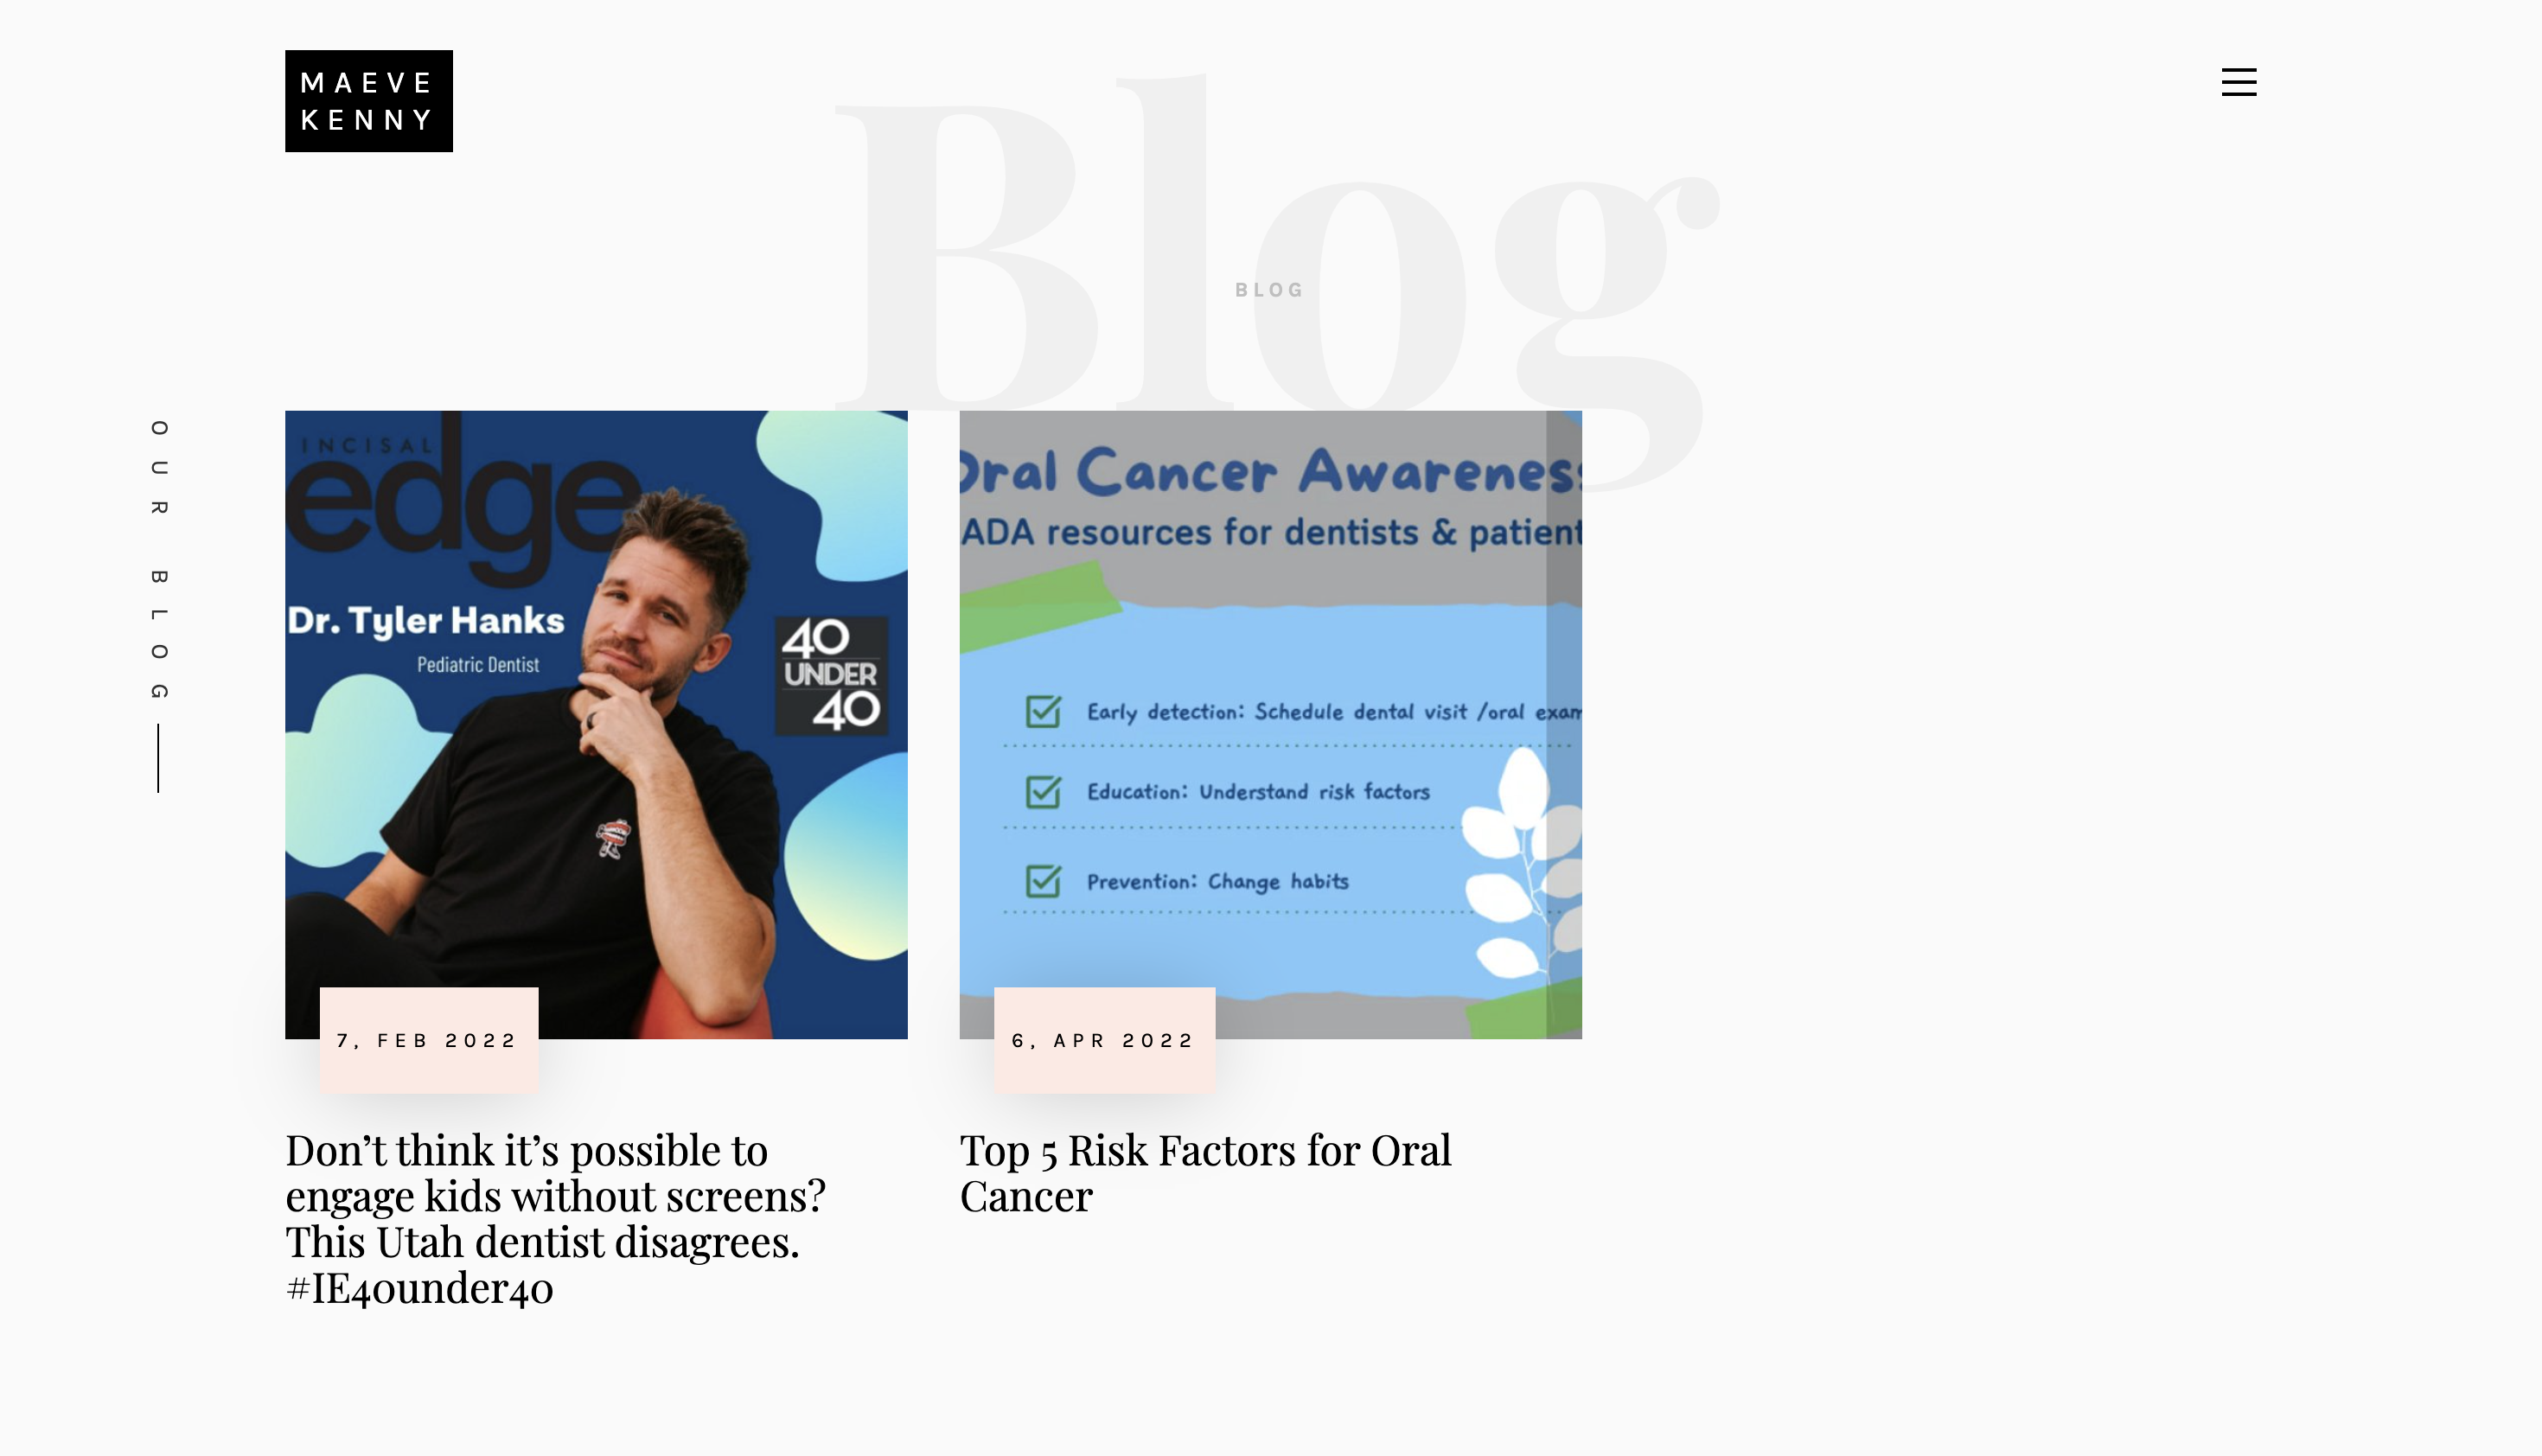 MAEVE
KENNY
Blog
BLOG
OUR BLOG
INCISAL
edge
Dr. Tyler Hanks
Pediatric Dentist
40
UNDER
40
7, FEB 2022
Don’t think it’s possible to
engage kids without screens?
This Utah dentist disagrees.
#IE40under40
Oral Cancer Awareness
ADA resources for dentists & patient
Early detection: Schedule dental visit /oral exam
Education: Understand risk factors
Prevention: Change habits
6, APR 2022
Top 5 Risk Factors for Oral
Cancer